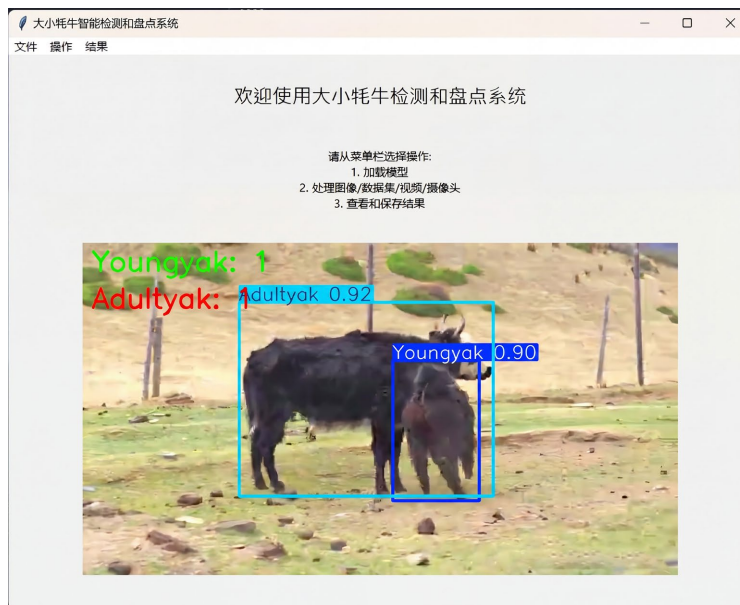 大小牦牛智能检测和盘点系统
文件 操作 结果
欢迎使用大小牦牛检测和盘点系统
请从菜单栏选择操作:
1. 加载模型
2. 处理图像/数据集/视频/摄像头
3. 查看和保存结果
Youngyak: 1
Adultyak: 1
Adultyak 0.92
Youngyak 0.90